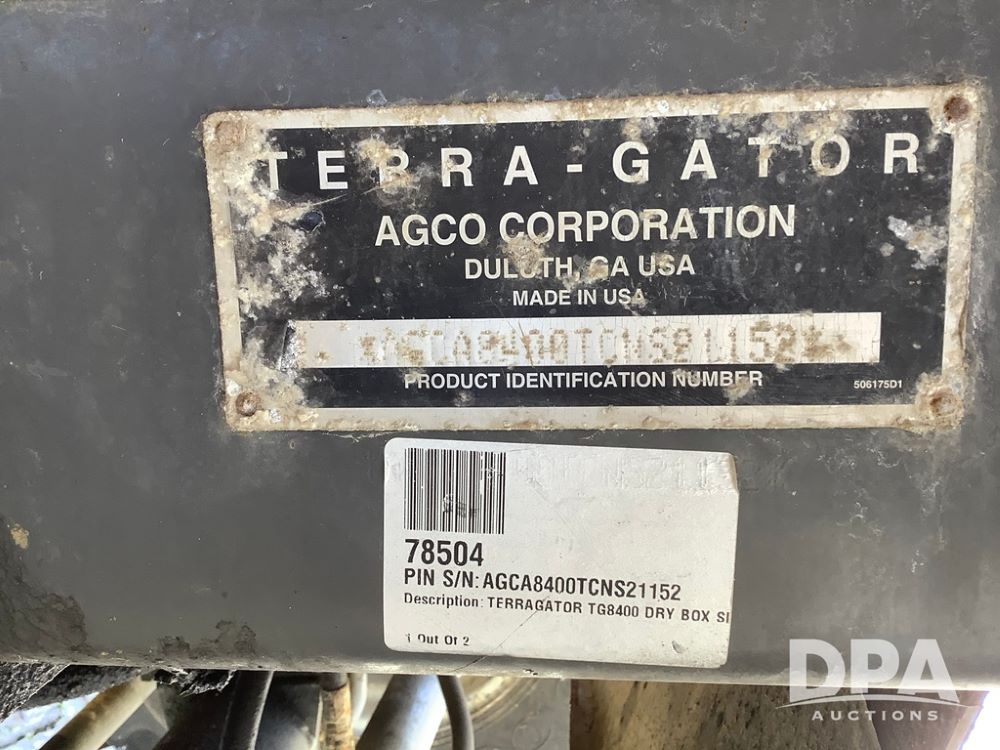 TERRA-GATOR
AGCO CORPORATION
DULUTH, GA USA
MADE IN USA
*AGCA8400TCNS21152*
PRODUCT IDENTIFICATION NUMBER
506175D1
78504
PIN S/N: AGCA8400TCNS21152
Description: TERRAGATOR TG8400 DRY BOX SI
1 Out Of 2
DPA
AUCTIONS